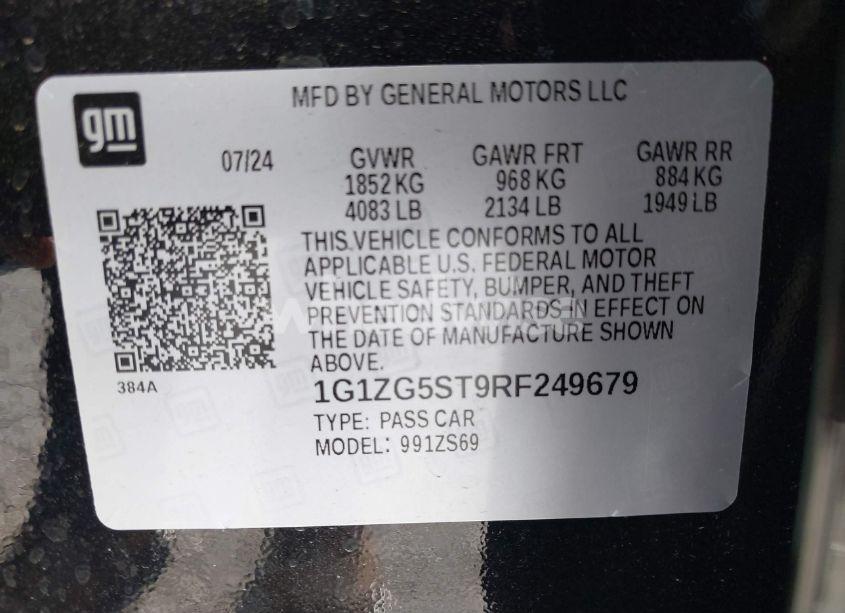 MFD BY GENERAL MOTORS LLC
gm
07/24 GVWR GAWR FRT GAWR RR
1852 KG 968 KG 884 KG
4083 LB 2134 LB 1949 LB
THIS VEHICLE CONFORMS TO ALL
APPLICABLE U.S. FEDERAL MOTOR
VEHICLE SAFETY, BUMPER, AND THEFT
PREVENTION STANDARDS IN EFFECT ON
THE DATE OF MANUFACTURE SHOWN
ABOVE.
384A
1G1ZG5ST9RF249679
TYPE: PASS CAR
MODEL: 991ZS69